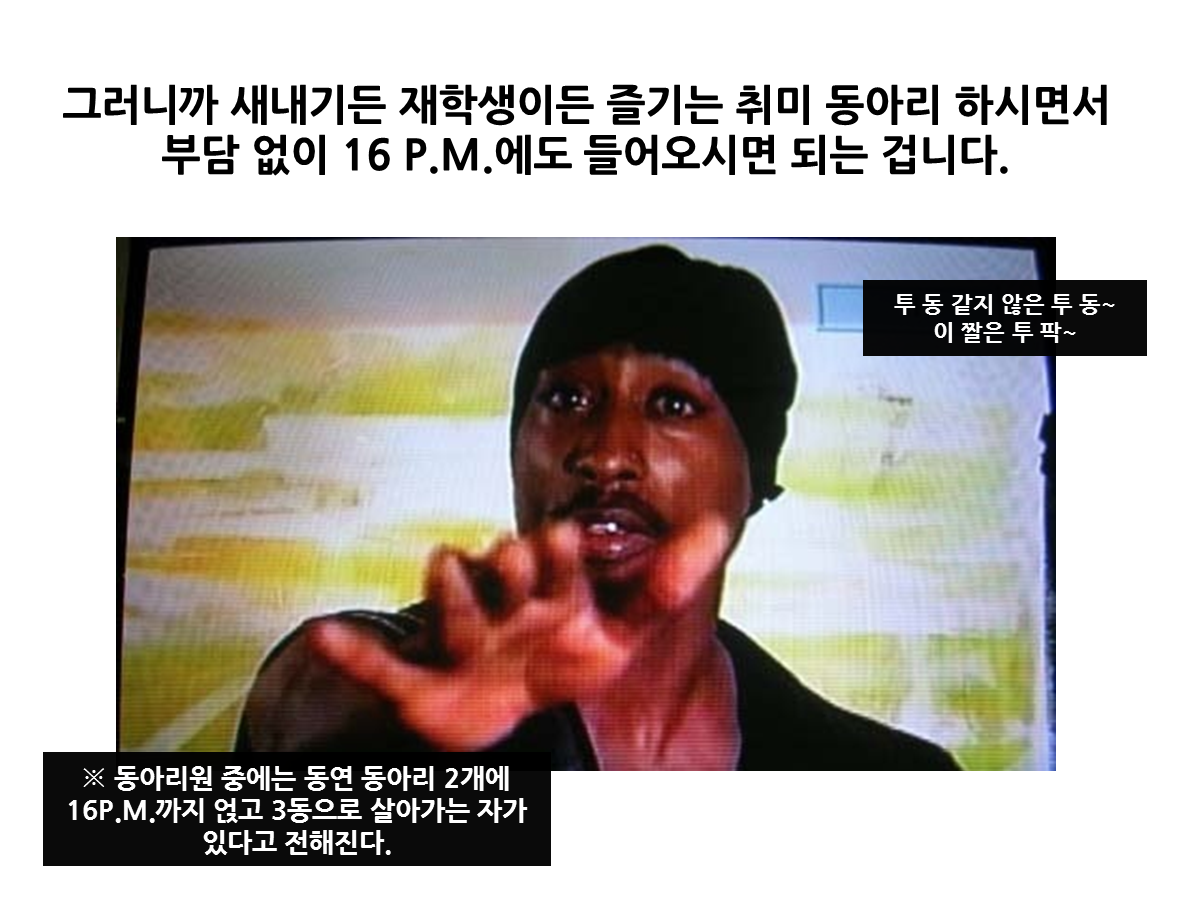 그러니까 새내기든 재학생이든 즐기는 취미 동아리 하시면서
부담 없이 16 P.M.에도 들어오시면 되는 겁니다.
투 동 같지 않은 투 동~
이 짤은 투 팍~
※ 동아리원 중에는 동연 동아리 2개에
16P.M.까지 얹고 3동으로 살아가는 자가
있다고 전해진다.